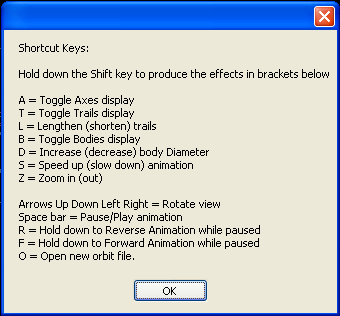 Shortcut Keys:
Hold down the Shift key to produce the effects in brackets below
A = Toggle Axes display
T = Toggle Trails display
L = Lengthen (shorten) trails
B = Toggle Bodies display
D = Increase (decrease) body Diameter
S = Speed up (slow down) animation
Z = Zoom in (out)
Arrows Up Down Left Right = Rotate view
Space bar = Pause/Play animation
R = Hold down to Reverse Animation while paused
F = Hold down to Forward Animation while paused
O = Open new orbit file.
OK